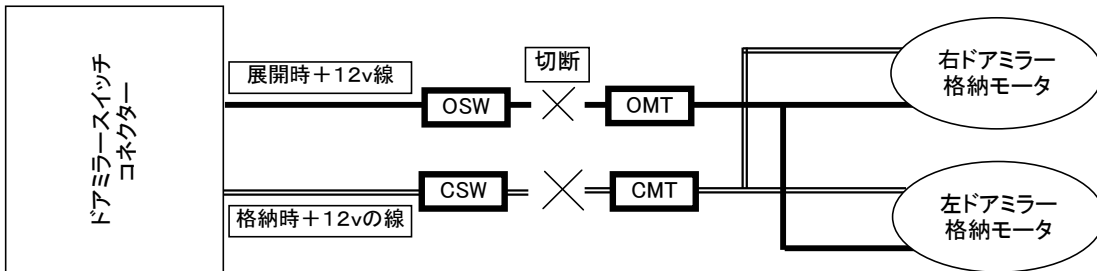 ドアミラースイッチ
コネクター
展開時＋１２ｖ線
切断
OSW
OMT
CSW
CMT
格納時＋１２ｖの線
右ドアミラー
格納モータ
左ドアミラー
格納モータ